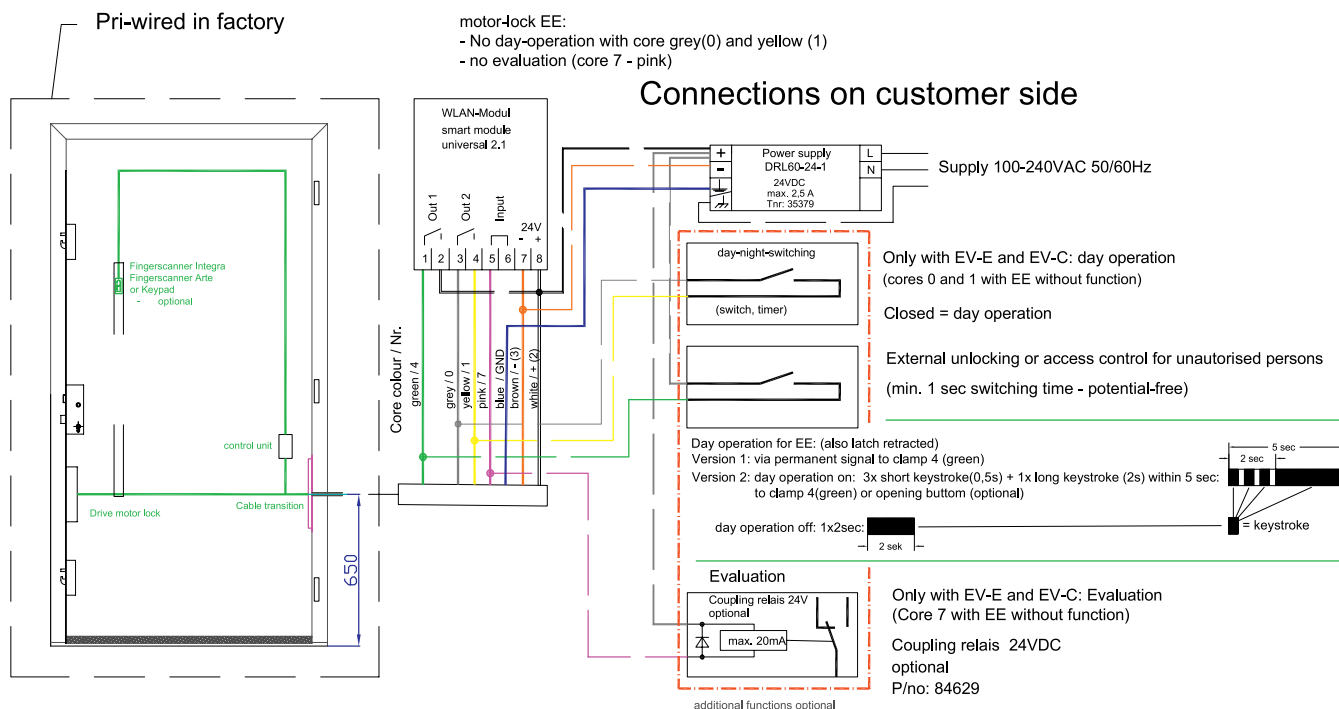 Pri-wired in factory
motor-lock EE:
- No day-operation with core grey(0) and yellow (1)
- no evaluation (core 7 - pink)
Connections on customer side
WLAN-Modul
smart module
universal 2.1
Out 1
Out 2
Input
24V
- +
1 2 3 4 5 6 7 8
+
-
Power supply
DRL60-24-1
24VDC
max. 2,5 A
Tnr: 35379
L
N
Supply 100-240VAC 50/60Hz
Fingerscanner Integra
Fingerscanner Arte
or Keypad
- optional
control unit
Drive motor lock
Cable transition
650
Core colour / Nr.
green / 4
grey / 0
yellow / 1
pink / 7
blue / GND
brown / - (3)
white / + (2)
day-night-switching
(switch, timer)
Only with EV-E and EV-C: day operation
(cores 0 and 1 with EE without function)
Closed = day operation
External unlocking or access control for unautorised persons
(min. 1 sec switching time - potential-free)
Day operation for EE: (also latch retracted)
Version 1: via permanent signal to clamp 4 (green)
Version 2: day operation on: 3x short keystroke(0,5s) + 1x long keystroke (2s) within 5 sec:
to clamp 4(green) or opening buttom (optional)
5 sec
2 sec
day operation off: 1x2sec:
2 sek
= keystroke
Evaluation
Coupling relais 24V
optional
max. 20mA
Only with EV-E and EV-C: Evaluation
(Core 7 with EE without function)
Coupling relais 24VDC
optional
P/no: 84629
additional functions optional